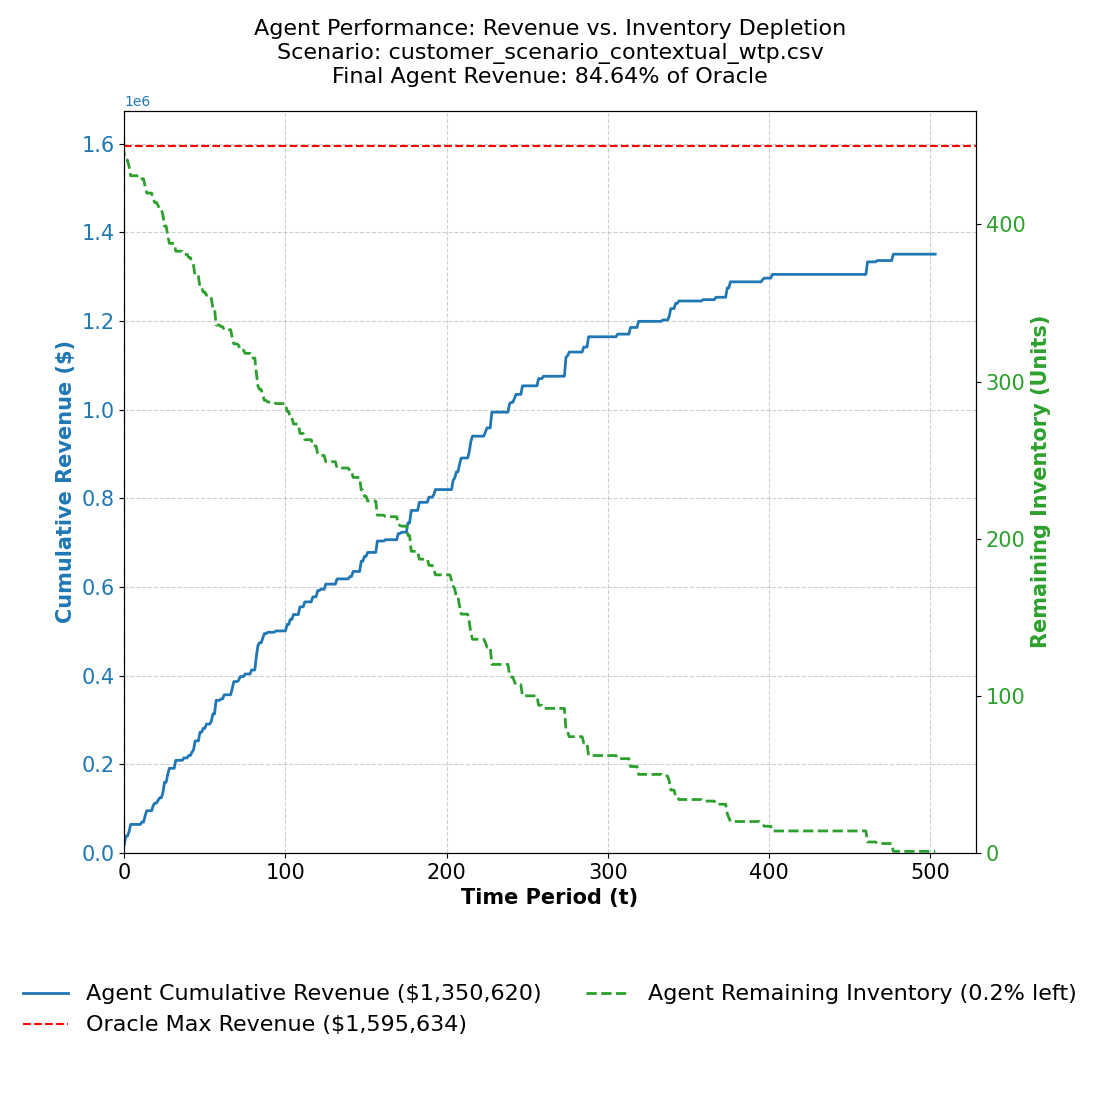 Agent Performance: Revenue vs. Inventory Depletion
Scenario: customer_scenario_contextual_wtp.csv
Final Agent Revenue: 84.64% of Oracle
1e6
1.6
1.4
1.2
1.0
0.8
0.6
0.4
0.2
0.0
Cumulative Revenue ($)
400
300
200
100
0
Remaining Inventory (Units)
0 100 200 300 400 500
Time Period (t)
Agent Cumulative Revenue ($1,350,620)
Oracle Max Revenue ($1,595,634)
Agent Remaining Inventory (0.2% left)